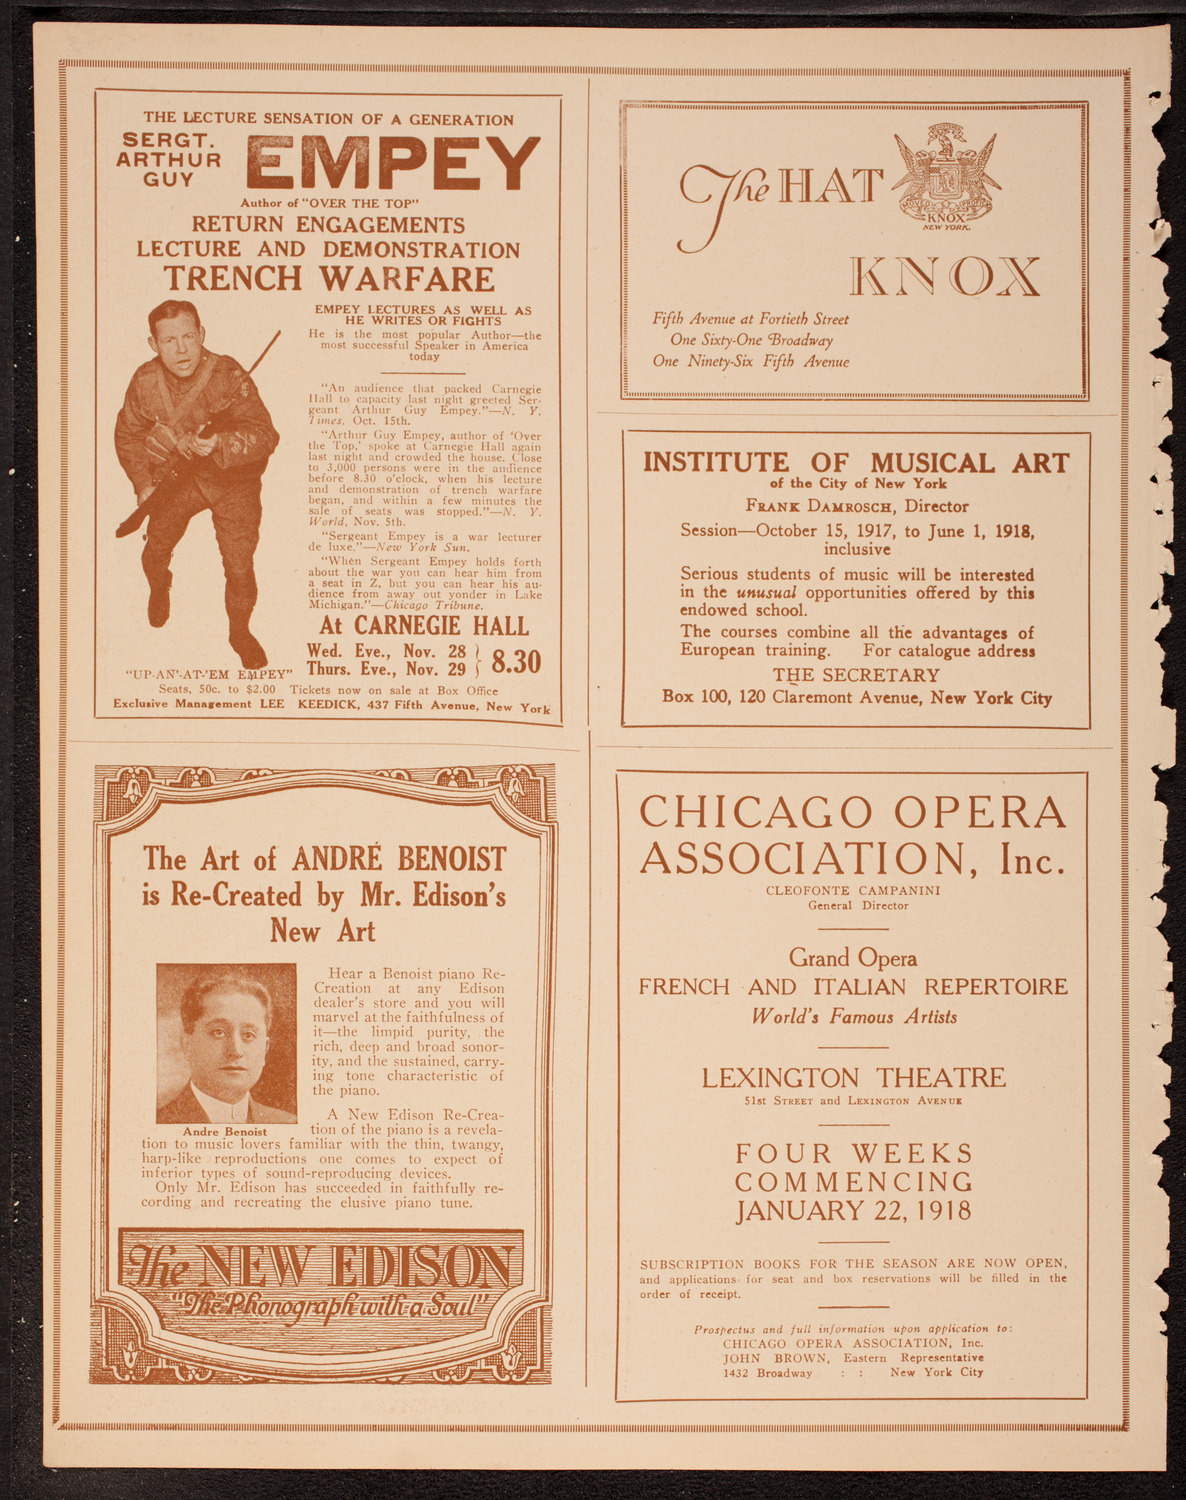 THE LECTURE SENSATION OF A GENERATION
SERGT.
ARTHUR
GUY
EMPEY
Author of "OVER THE TOP"
RETURN ENGAGEMENTS
LECTURE AND DEMONSTRATION
TRENCH WARFARE
EMPEY LECTURES AS WELL AS
HE WRITES OR FIGHTS
He is the most popular Author—the
most successful Speaker in America
today
"An audience that packed Carnegie
Hall to capacity last night greeted Ser-
geant Arthur Guy Empey."—N. Y.
Times, Oct. 15th.
"Arthur Guy Empey, author of 'Over
the Top,' spoke at Carnegie Hall again
last night and crowded the house. Close
to 3,000 persons were in the audience
before 8.30 o'clock, when his lecture
and demonstration of trench warfare
began, and within a few minutes the
sale of seats was stopped."—N. Y.
World, Nov. 5th.
"Sergeant Empey is a war lecturer
de luxe."—New York Sun.
"When Sergeant Empey holds forth
about the war you can hear him from
a seat in Z, but you can hear his au-
dience from away out yonder in Lake
Michigan."—Chicago Tribune.
At CARNEGIE HALL
Wed. Eve., Nov. 28
Thurs. Eve., Nov. 29
8.30
"UP-AN'-AT-'EM EMPEY"
Seats, 50c. to $2.00 Tickets now on sale at Box Office
Exclusive Management LEE KEEDICK, 437 Fifth Avenue, New York
The Art of ANDRÉ BENOIST
is Re-Created by Mr. Edison's
New Art
Hear a Benoist piano Re-
Creation at any Edison
dealer's store and you will
marvel at the faithfulness of
it—the limpid purity, the
rich, deep and broad sonor-
ity, and the sustained, carry-
ing tone characteristic of
the piano.
Andre Benoist
A New Edison Re-Crea-
tion of the piano is a revela-
tion to music lovers familiar with the thin, twangy,
harp-like reproductions one comes to expect of
inferior types of sound-reproducing devices.
Only Mr. Edison has succeeded in faithfully re-
cording and recreating the elusive piano tune.
The NEW EDISON
"The Phonograph with a Soul"
The HAT
KNOX
NEW YORK.
KNOX
Fifth Avenue at Fortieth Street
One Sixty-One Broadway
One Ninety-Six Fifth Avenue
INSTITUTE OF MUSICAL ART
of the City of New York
FRANK DAMROSCH, Director
Session—October 15, 1917, to June 1, 1918,
inclusive
Serious students of music will be interested
in the unusual opportunities offered by this
endowed school.
The courses combine all the advantages of
European training. For catalogue address
THE SECRETARY
Box 100, 120 Claremont Avenue, New York City
CHICAGO OPERA
ASSOCIATION, Inc.
CLEOFONTE CAMPANINI
General Director
Grand Opera
FRENCH AND ITALIAN REPERTOIRE
World's Famous Artists
LEXINGTON THEATRE
51st STREET and LEXINGTON AVENUE
FOUR WEEKS
COMMENCING
JANUARY 22, 1918
SUBSCRIPTION BOOKS FOR THE SEASON ARE NOW OPEN,
and applications for seat and box reservations will be filled in the
order of receipt.
Prospectus and full information upon application to:
CHICAGO OPERA ASSOCIATION, Inc.
JOHN BROWN, Eastern Representative
1432 Broadway : : New York City